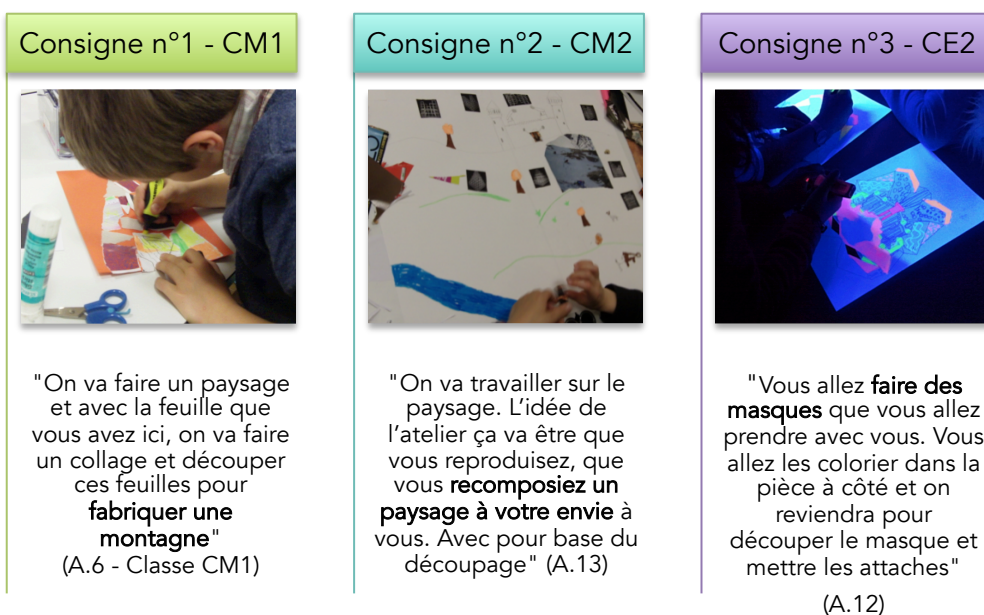 Consigne n°1 - CM1
"On va faire un paysage
et avec la feuille que
vous avez ici, on va faire
un collage et découper
ces feuilles pour
fabriquer une
montagne"
(A.6 - Classe CM1)
Consigne n°2 - CM2
"On va travailler sur le
paysage. L'idée de
l'atelier ça va être que
vous reproduisez, que
vous recomposiez un
paysage à votre envie à
vous. Avec pour base du
découpage" (A.13)
Consigne n°3 - CE2
"Vous allez faire des
masques que vous allez
prendre avec vous. Vous
allez les colorier dans la
pièce à côté et on
reviendra pour
découper le masque et
mettre les attaches"
(A.12)